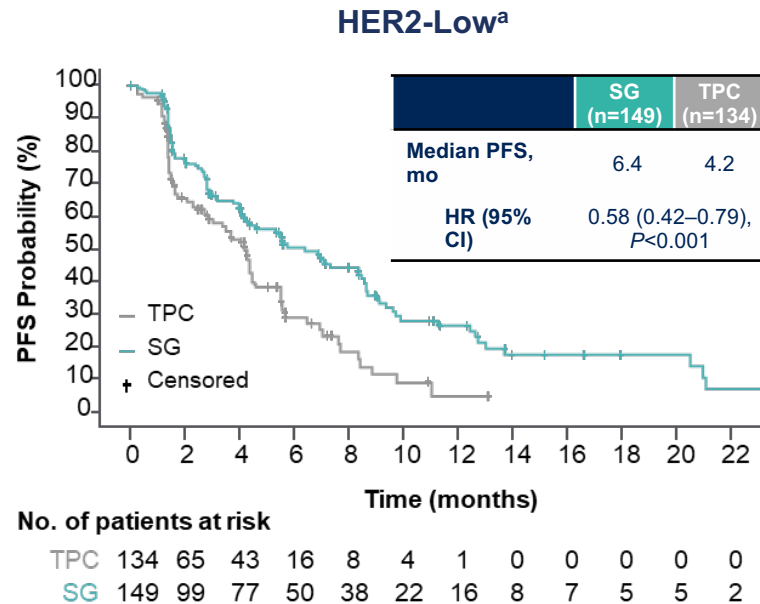 HER2-Lowᵃ
SG
(n=149)
TPC
(n=134)
Median PFS,
mo
6.4
4.2
HR (95%
CI)
0.58 (0.42–0.79),
P<0.001
PFS Probability (%)
100
90
80
70
60
50
40
30
20
10
0
TPC
SG
Censored
0 2 4 6 8 10 12 14 16 18 20 22
Time (months)
No. of patients at risk
TPC 134 65 43 16 8 4 1 0 0 0 0 0
SG 149 99 77 50 38 22 16 8 7 5 5 2